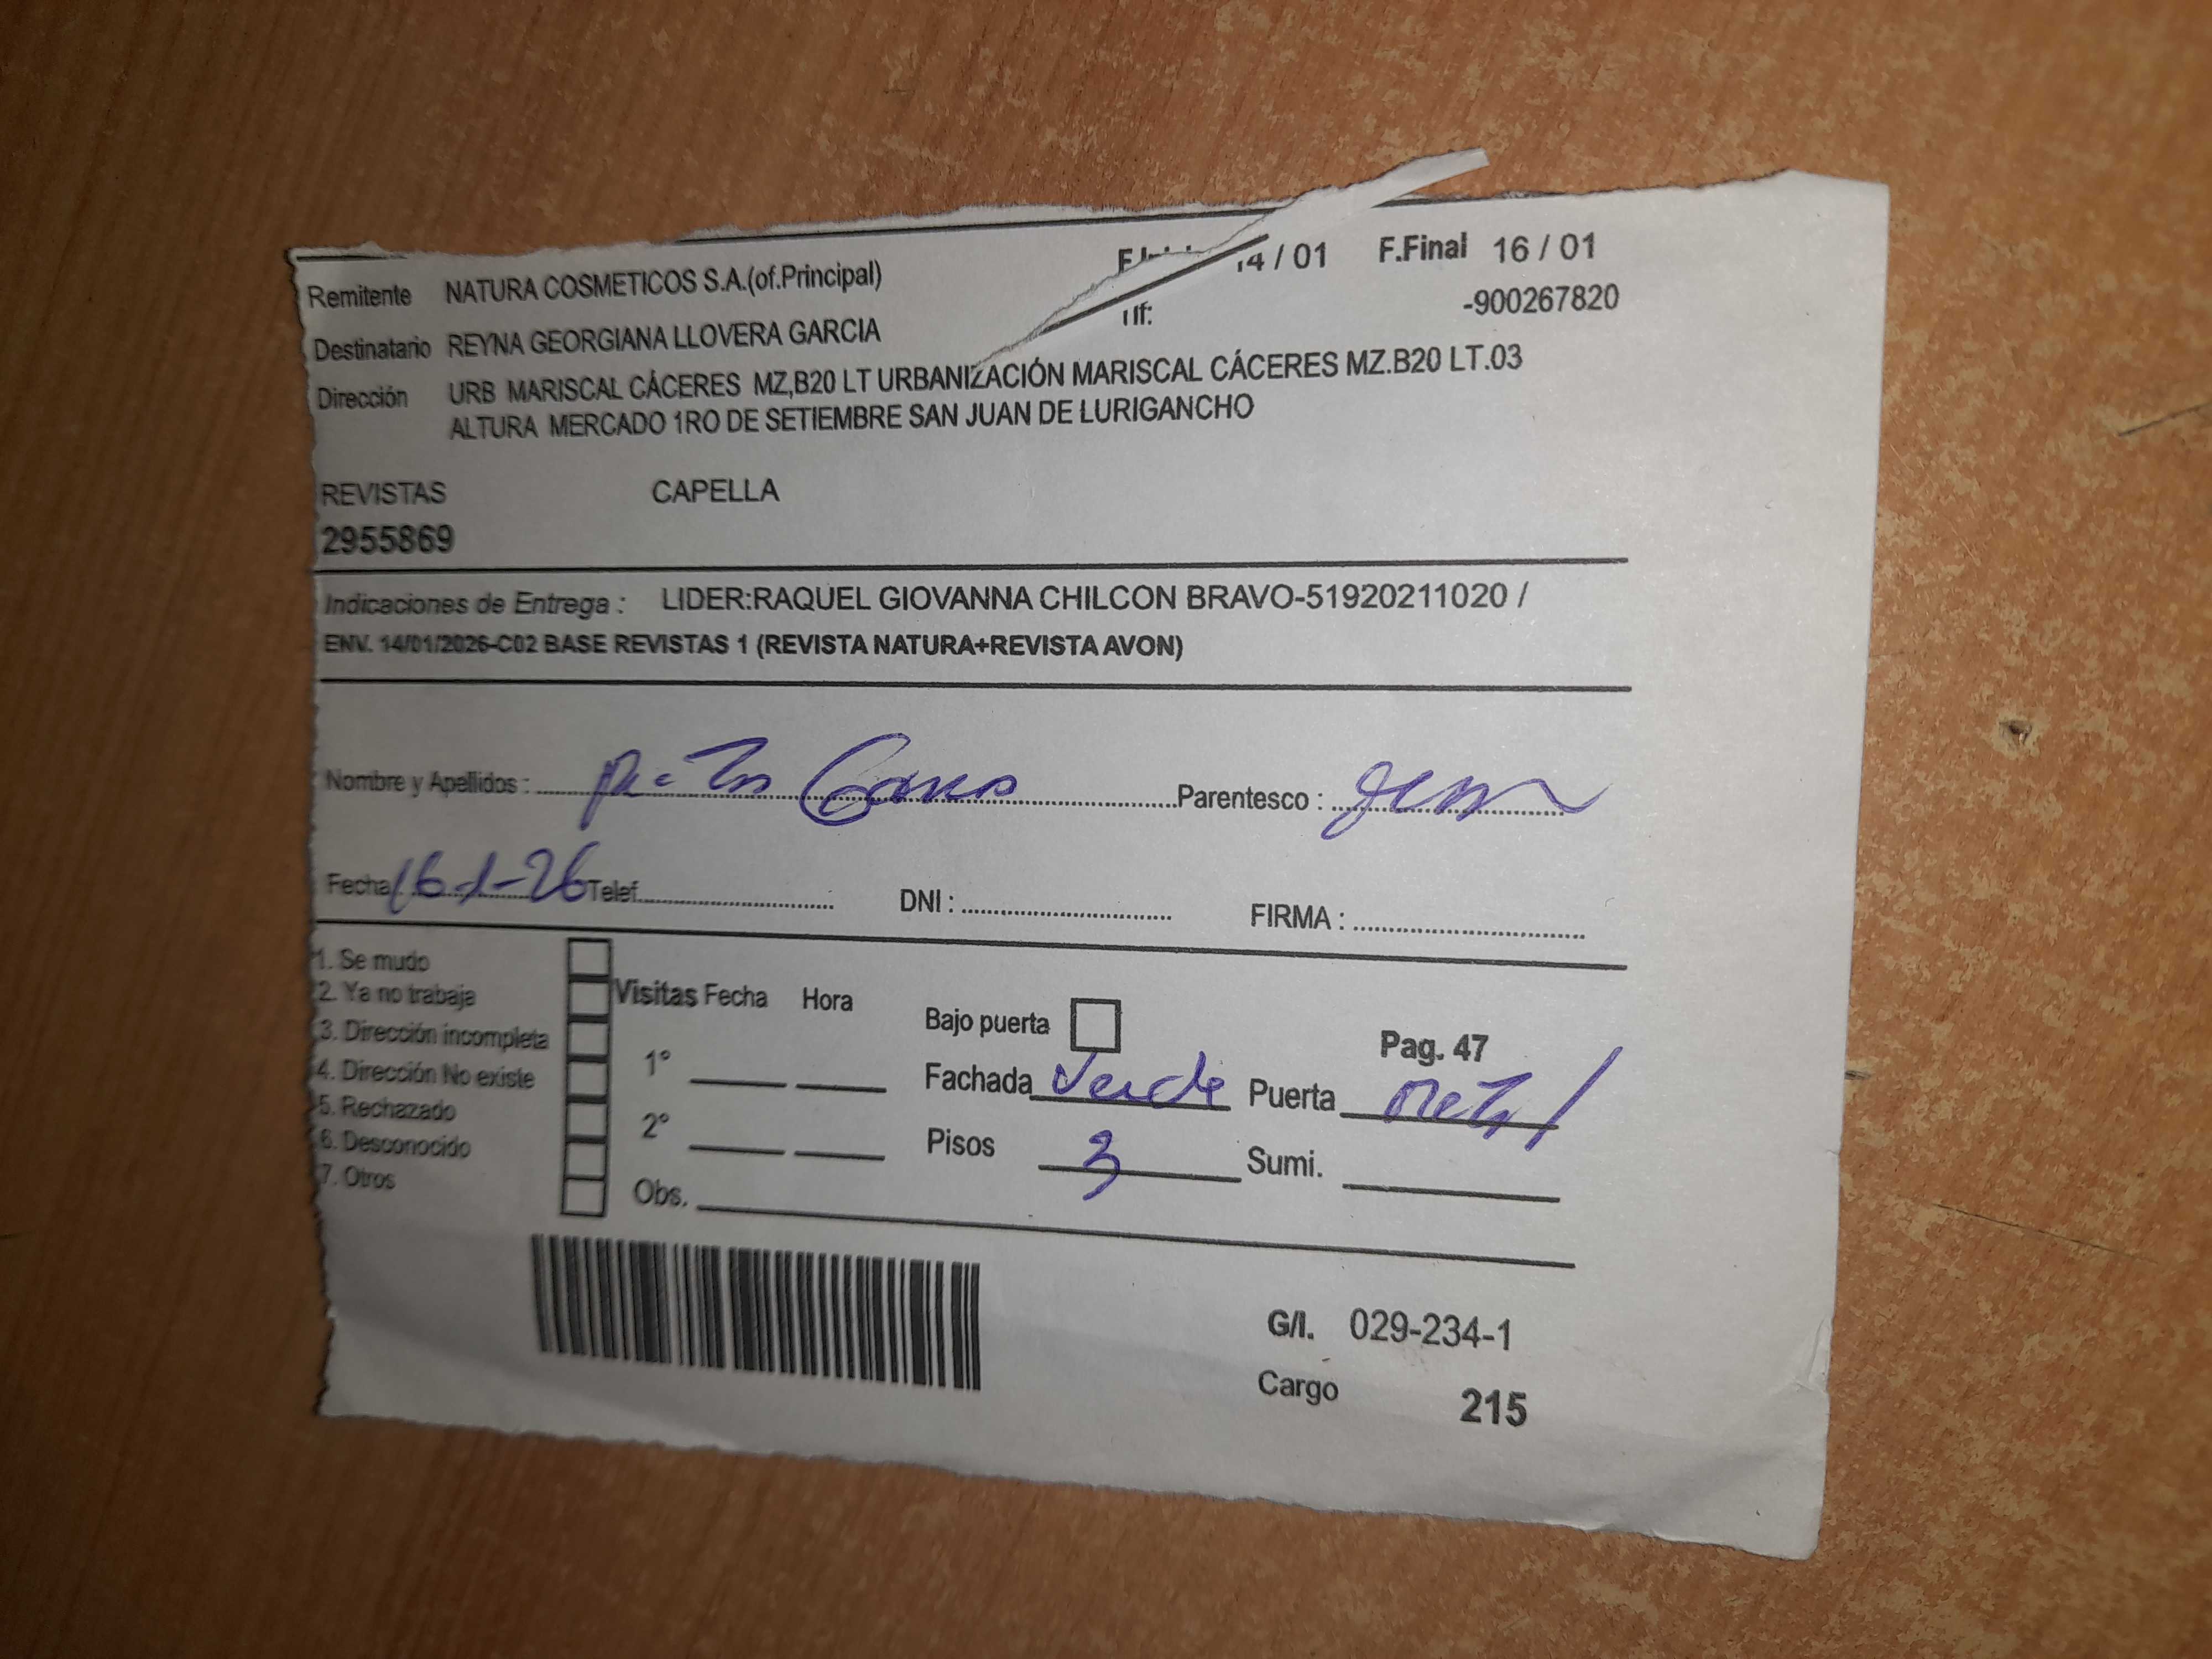 Remitente NATURA COSMETICOS S.A.(of.Principal) /01 F.Final 16 / 01
Destinatario REYNA GEORGIANA LLOVERA GARCIA -900267820
Dirección URB MARISCAL CÁCERES MZ,B20 LT URBANIZACIÓN MARISCAL CÁCERES MZ.B20 LT.03
ALTURA MERCADO 1RO DE SETIEMBRE SAN JUAN DE LURIGANCHO
REVISTAS CAPELLA
2955869
Indicaciones de Entrega : LIDER:RAQUEL GIOVANNA CHILCON BRAVO-51920211020 /
ENV. 14/01/2026-C02 BASE REVISTAS 1 (REVISTA NATURA+REVISTA AVON)
Nombre y Apellidos : Parentesco :
Fecha 16-1-26 Telef. DNI : FIRMA :
1. Se mudo
2. Ya no trabaja Visitas Fecha Hora Bajo puerta Pag. 47
3. Dirección incompleta
4. Dirección No existe 1° Fachada Verde Puerta metal
5. Rechazado
6. Desconocido 2° Pisos 3 Sumi.
7. Otros Obs.
G/I. 029-234-1
Cargo 215